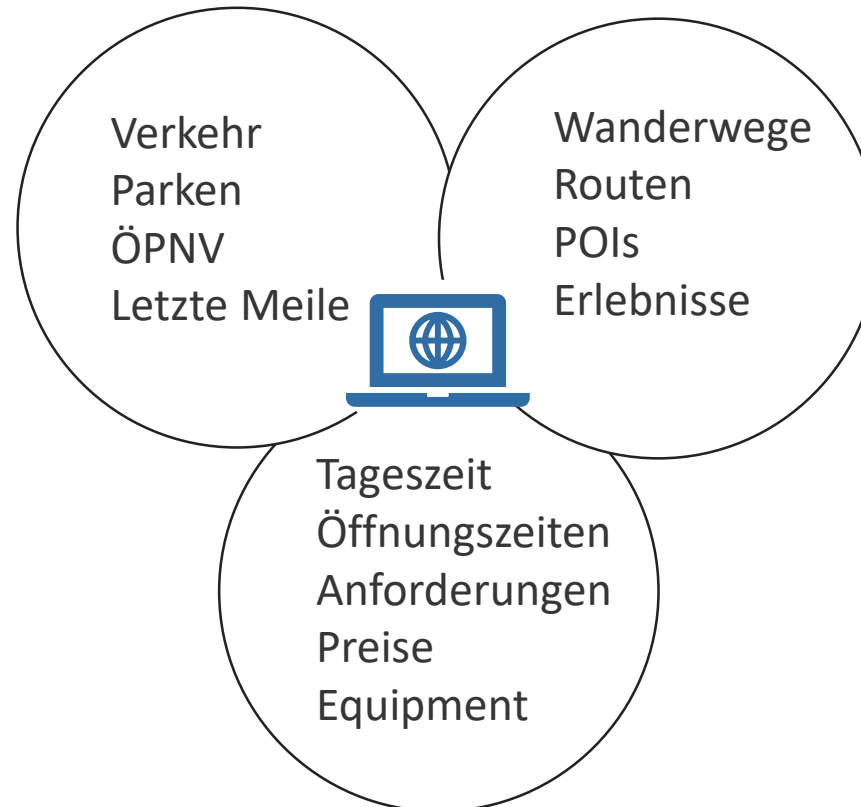 Verkehr
Parken
ÖPNV
Letzte Meile
Wanderwege
Routen
POIs
Erlebnisse
Tageszeit
Öffnungszeiten
Anforderungen
Preise
Equipment